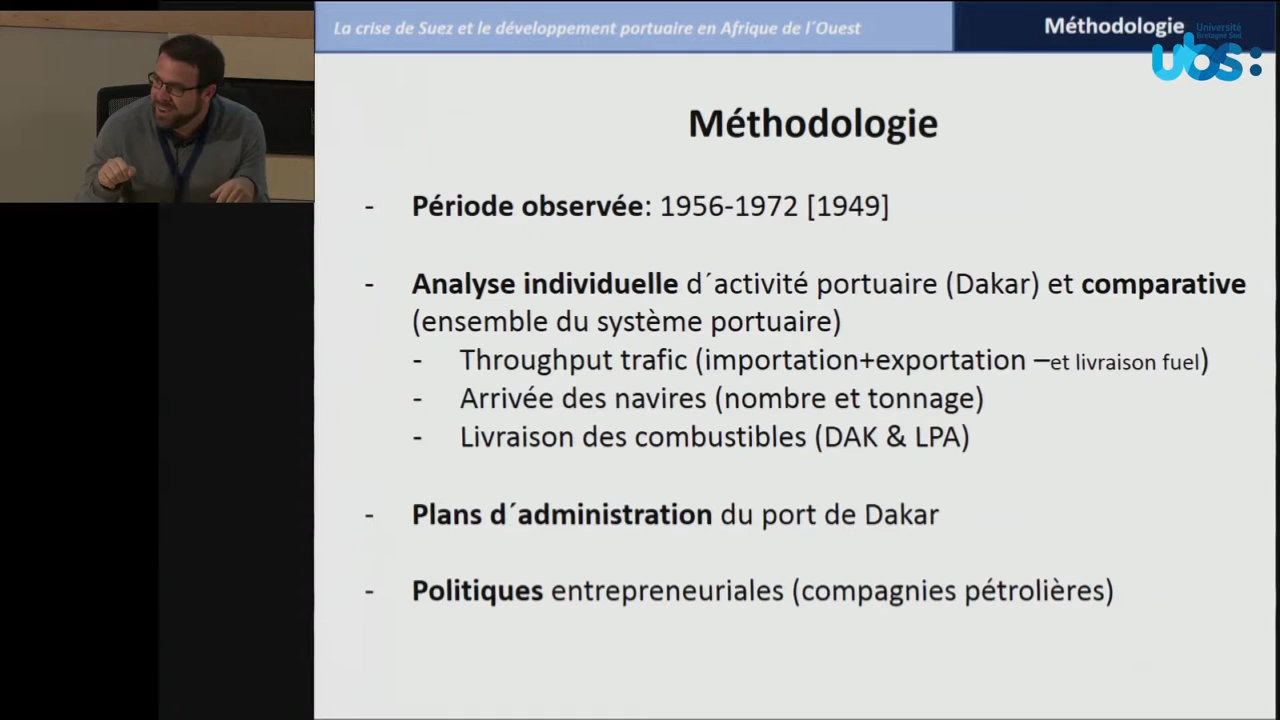 La crise de Suez et le développement portuaire en Afrique de l´Ouest
Méthodologie
Université
Bretagne Sud
ubs:
Méthodologie
- Période observée: 1956-1972 [1949]
- Analyse individuelle d´activité portuaire (Dakar) et comparative
(ensemble du système portuaire)
- Throughput trafic (importation+exportation –et livraison fuel)
- Arrivée des navires (nombre et tonnage)
- Livraison des combustibles (DAK & LPA)
- Plans d´administration du port de Dakar
- Politiques entrepreneuriales (compagnies pétrolières)